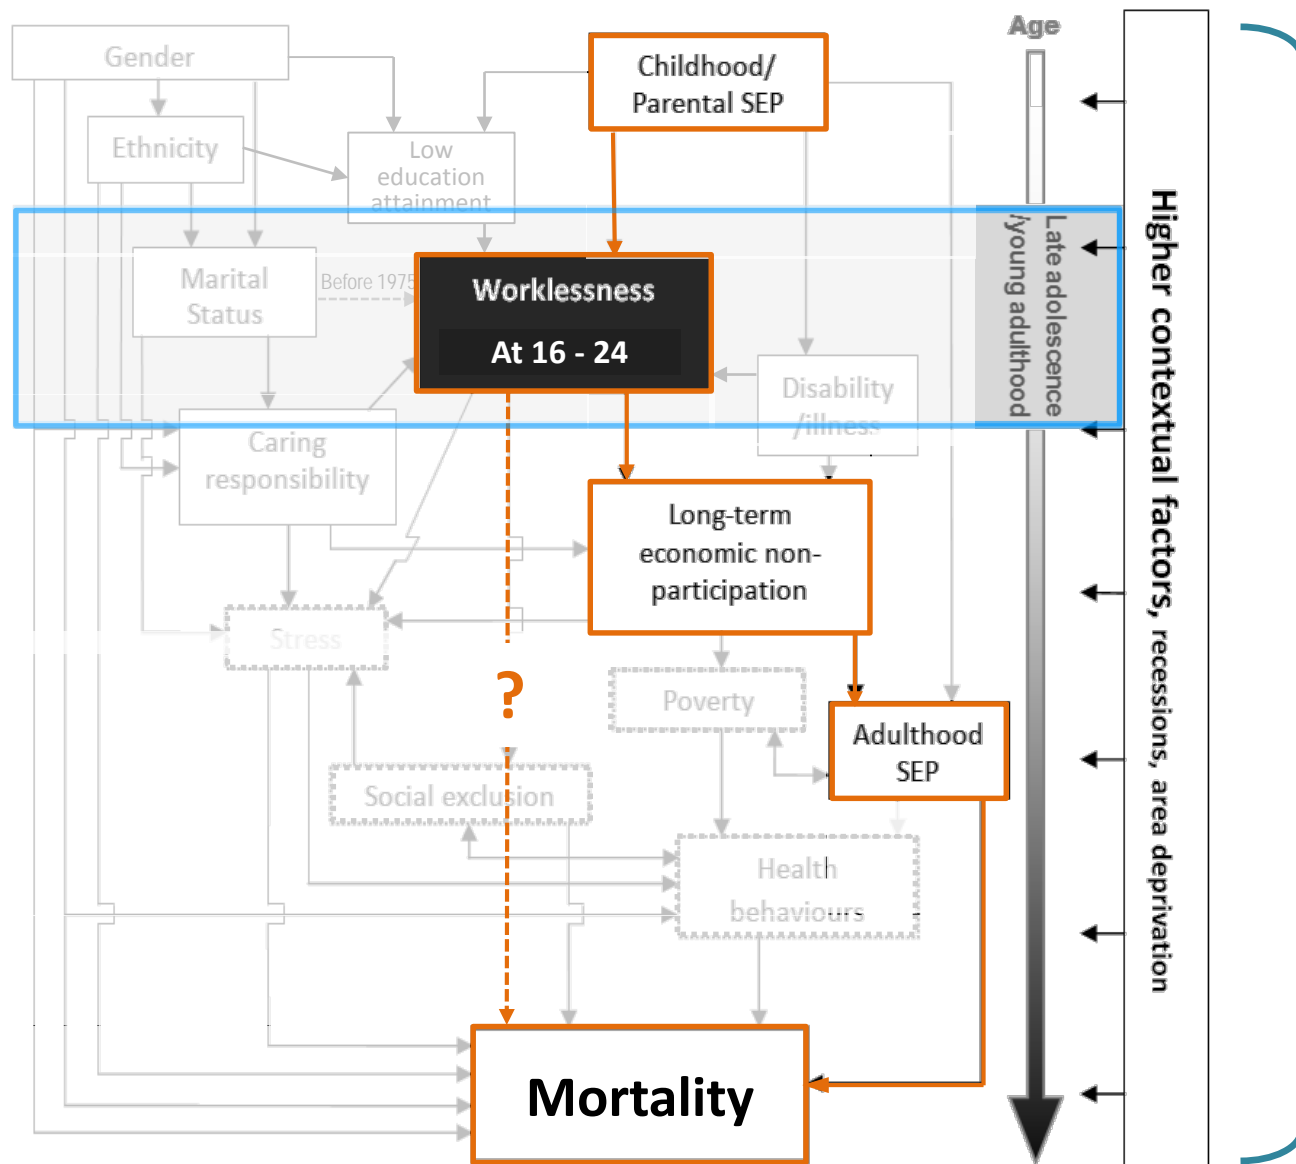 Gender
Childhood/
Parental SEP
Age
Ethnicity
Low
education
attainment
Marital
Status
Before 1975
Worklessness
At 16 - 24
Late adolescence
/young adulthood
Disability
/illness
Caring
responsibility
Long-term
economic non-
participation
Stress
?
Poverty
Adulthood
SEP
Social exclusion
Health
behaviours
Mortality
Higher contextual factors, recessions, area deprivation